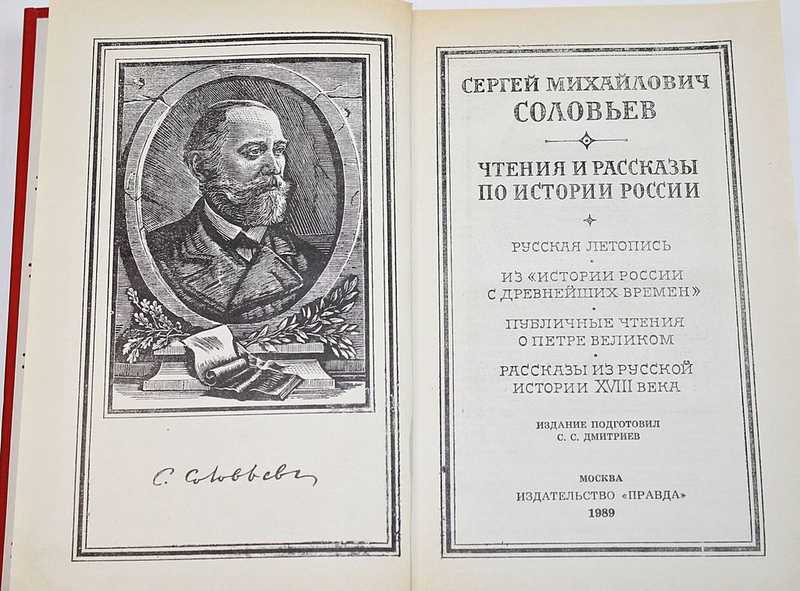 С. Соловьев
СЕРГЕЙ МИХАЙЛОВИЧ
СОЛОВЬЕВ
ЧТЕНИЯ И РАССКАЗЫ
ПО ИСТОРИИ РОССИИ
РУССКАЯ ЛЕТОПИСЬ
ИЗ «ИСТОРИИ РОССИИ
С ДРЕВНЕЙШИХ ВРЕМЕН»
ПУБЛИЧНЫЕ ЧТЕНИЯ
О ПЕТРЕ ВЕЛИКОМ
РАССКАЗЫ ИЗ РУССКОЙ
ИСТОРИИ XVIII ВЕКА
ИЗДАНИЕ ПОДГОТОВИЛ
С. С. ДМИТРИЕВ
МОСКВА
ИЗДАТЕЛЬСТВО «ПРАВДА»
1989